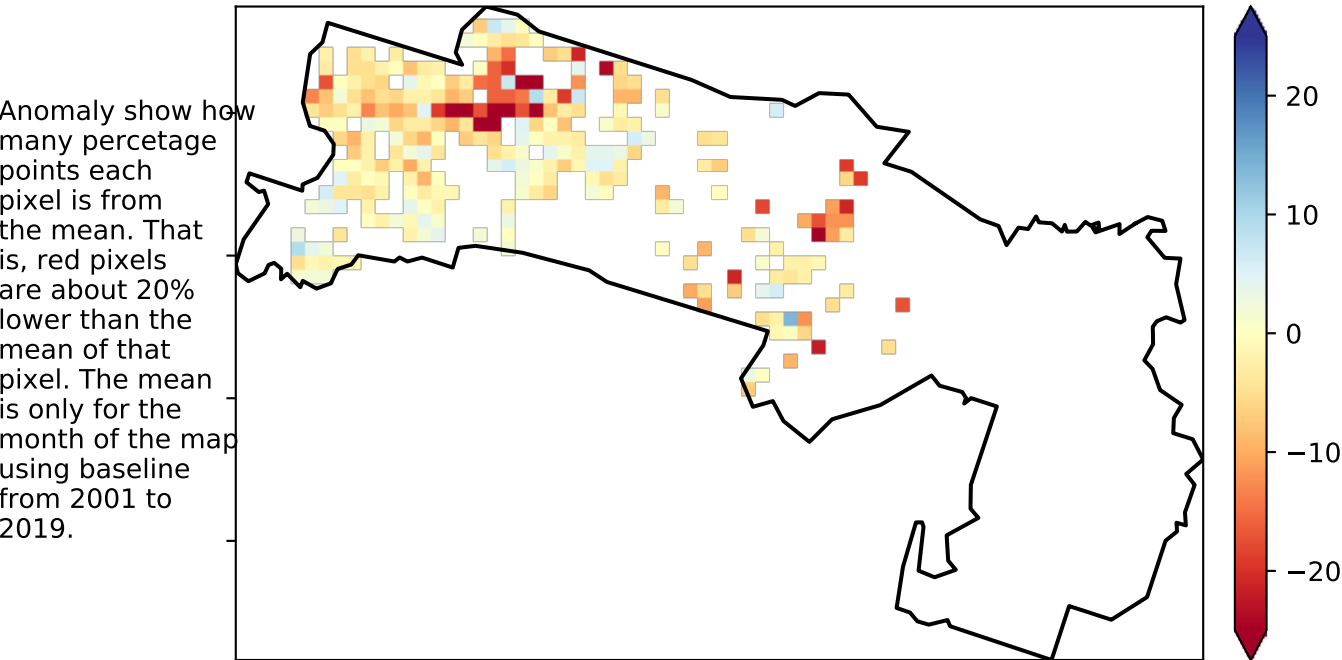 Anomaly show how
many percetage
points each
pixel is from
the mean. That
is, red pixels
are about 20%
lower than the
mean of that
pixel. The mean
is only for the
month of the map
using baseline
from 2001 to
2019.
20
10
0
−10
−20